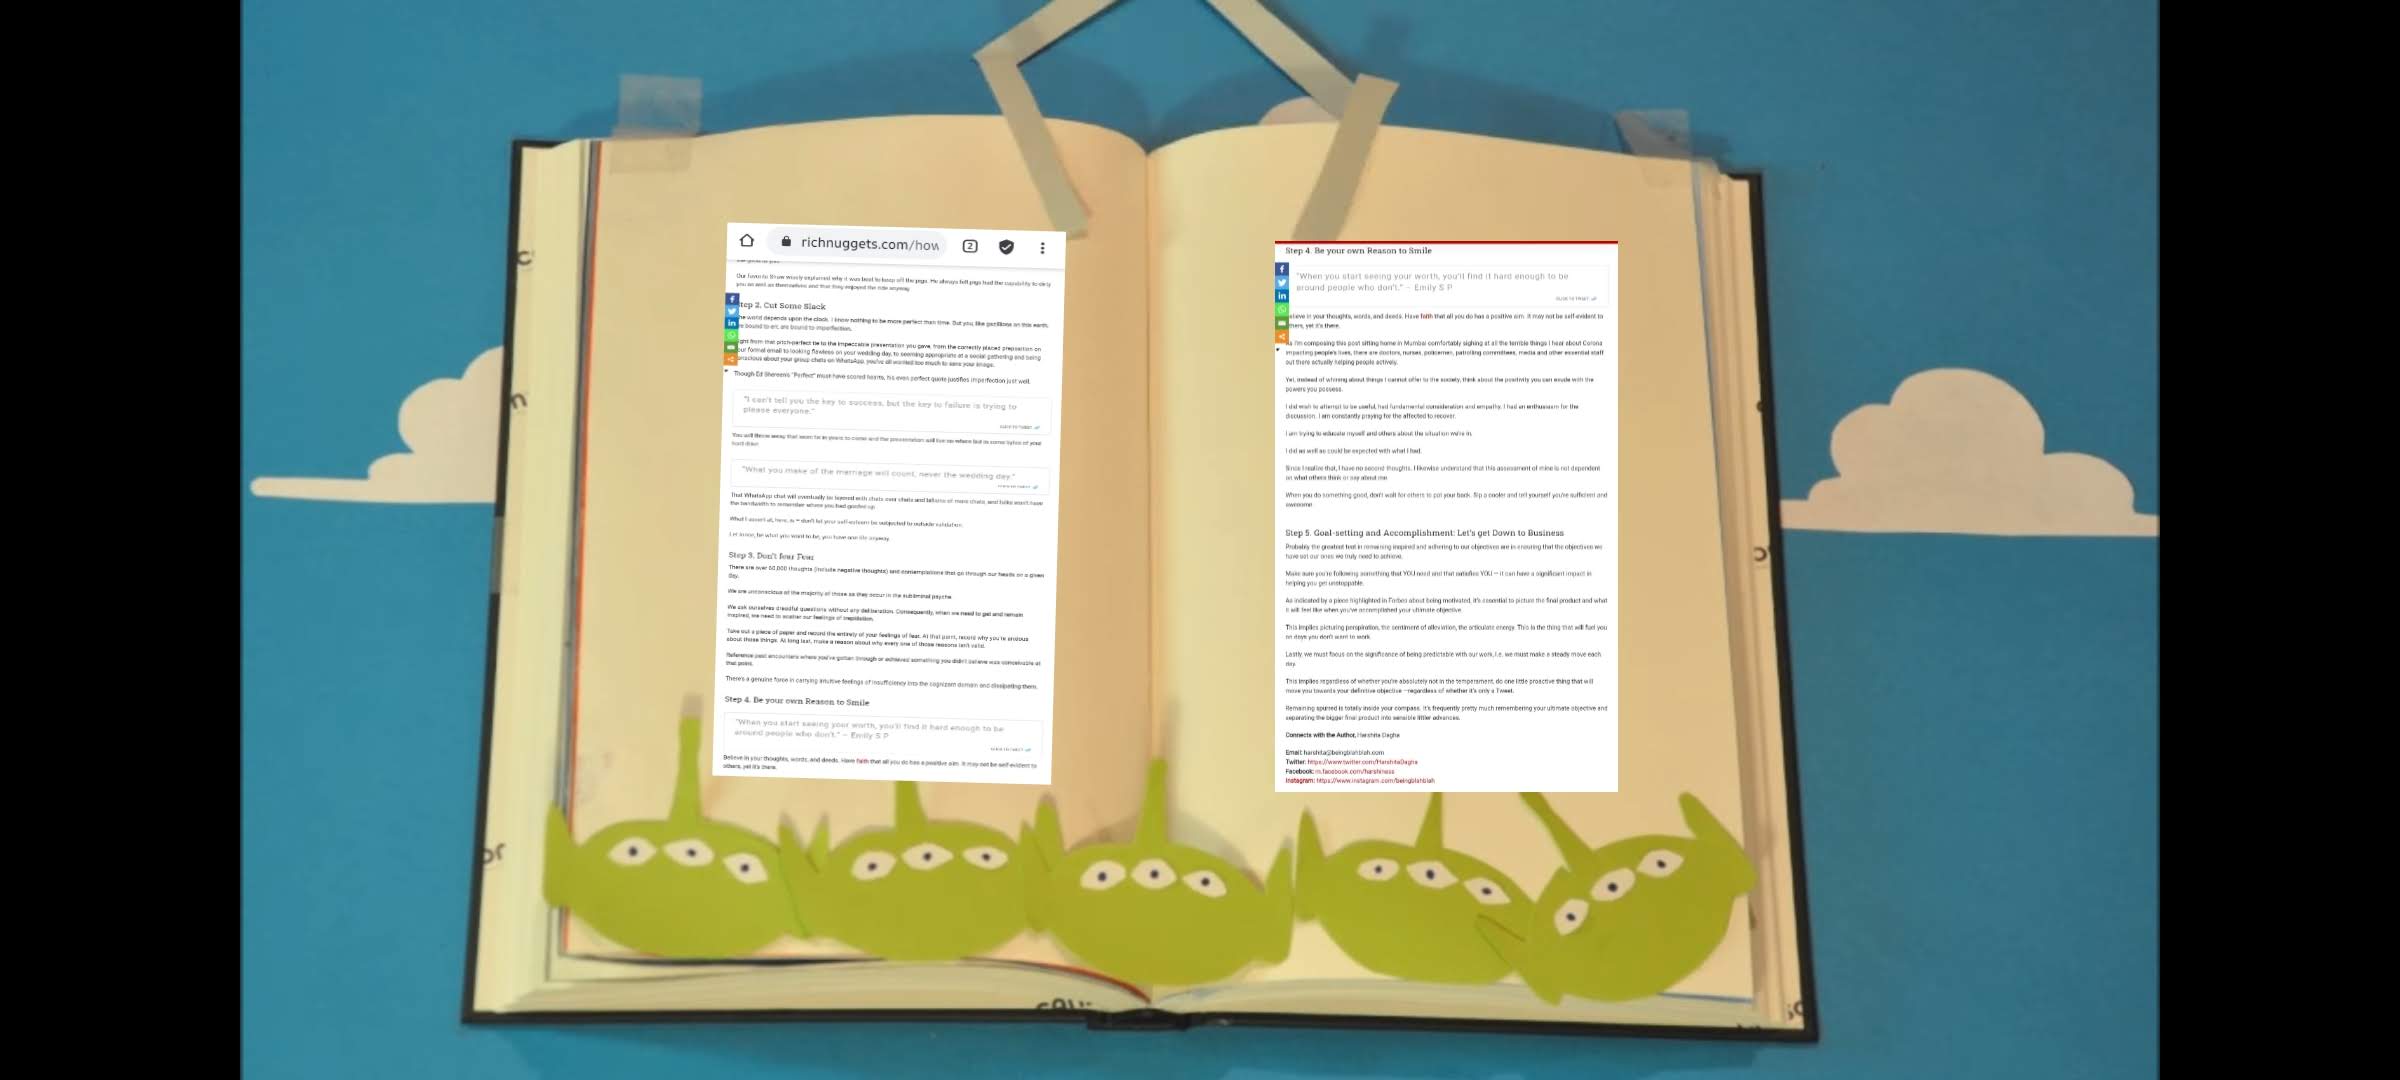 richnuggets.com/how
2
Our favorite Shaw wisely explained why it was best to keep off the pigs. He always felt pigs had the capability to dirty
you as well as themselves and that they enjoyed the ride anyway.
Step 2. Cut Some Slack
he world depends upon the clock. I know nothing to be more perfect than time. But you, like gazillions on this earth,
re bound to err, are bound to imperfection.
ght from that pitch-perfect tie to the impeccable presentation you gave, from the correctly placed preposition on
our formal email to looking flawless on your wedding day, to seeming appropriate at a social gathering and being
onscious about your group chats on WhatsApp, you've all wanted too much to save your image.
Though Ed Sheereen's "Perfect" must have scored hearts, his even perfect quote justifies imperfection just well.
"I can't tell you the key to success, but the key to failure is trying to
please everyone."
CLICK TO TWEET
You will throw away that worn tie in years to come and the presentation will live no where but in some bytes of your
hard drive.
"What you make of the marriage will count, never the wedding day."
CLICK TO TWEET
That WhatsApp chat will eventually be layered with chats over chats and billions of more chats, and folks won't have
the bandwidth to remember where you had goofed up.
What I assert at, here, is – don't let your self-esteem be subjected to outside validation.
Let loose, be what you want to be, you have one life anyway.
Step 3. Don't fear Fear
There are over 60,000 thoughts (include negative thoughts) and contemplations that go through our heads on a given
day.
We are unconscious of the majority of those as they occur in the subliminal psyche.
We ask ourselves dreadful questions without any deliberation. Consequently, when we need to get and remain
inspired, we need to scatter our feelings of trepidation.
Take out a piece of paper and record the entirety of your feelings of fear. At that point, record why you're anxious
about those things. At long last, make a reason about why every one of those reasons isn't valid.
Reference past encounters where you've gotten through or achieved something you didn't believe was conceivable at
that point.
There's a genuine force in carrying intuitive feelings of insufficiency into the cognizant domain and dissipating them.
Step 4. Be your own Reason to Smile
"When you start seeing your worth, you'll find it hard enough to be
around people who don't." – Emily S P
CLICK TO TWEET
Believe in your thoughts, words, and deeds. Have faith that all you do has a positive aim. It may not be self-evident to
others, yet it's there.
Step 4. Be your own Reason to Smile
"When you start seeing your worth, you'll find it hard enough to be
around people who don't." – Emily S P
CLICK TO TWEET
elieve in your thoughts, words, and deeds. Have faith that all you do has a positive aim. It may not be self-evident to
thers, yet it's there.
As I'm composing this post sitting home in Mumbai comfortably sighing at all the terrible things I hear about Corona
impacting people's lives, there are doctors, nurses, policemen, patrolling committees, media and other essential staff
out there actually helping people actively.
Yet, instead of whining about things I cannot offer to the society, think about the positivity you can exude with the
powers you possess.
I did wish to attempt to be useful, had fundamental consideration and empathy. I had an enthusiasm for the
discussion. I am constantly praying for the affected to recover.
I am trying to educate myself and others about the situation we're in.
I did as well as could be expected with what I had.
Since I realize that, I have no second thoughts. I likewise understand that this assessment of mine is not dependent
on what others think or say about me.
When you do something good, don't wait for others to pat your back. Sip a cooler and tell yourself you're sufficient and
awesome.
Step 5. Goal-setting and Accomplishment: Let's get Down to Business
Probably the greatest test in remaining inspired and adhering to our objectives are in ensuring that the objectives we
have set our ones we truly need to achieve.
Make sure you're following something that YOU need and that satisfies YOU — it can have a significant impact in
helping you get unstoppable.
As indicated by a piece highlighted in Forbes about being motivated, it's essential to picture the final product and what
it will feel like when you've accomplished your ultimate objective.
This implies picturing perspiration, the sentiment of alleviation, the articulate energy. This is the thing that will fuel you
on days you don't want to work.
Lastly, we must focus on the significance of being predictable with our work, i.e. we must make a steady move each
day.
This implies regardless of whether you're absolutely not in the temperament, do one little proactive thing that will
move you towards your definitive objective —regardless of whether it's only a Tweet.
Remaining spurred is totally inside your compass. It's frequently pretty much remembering your ultimate objective and
separating the bigger final product into sensible littler advances.
Connects with the Author, Harshita Dagha
Email: harshita@beingblahblah.com
Twitter: https://www.twitter.com/HarshitaDagha
Facebook: m.facebook.com/harshiness
Instagram: https://www.instagram.com/beingblahblah